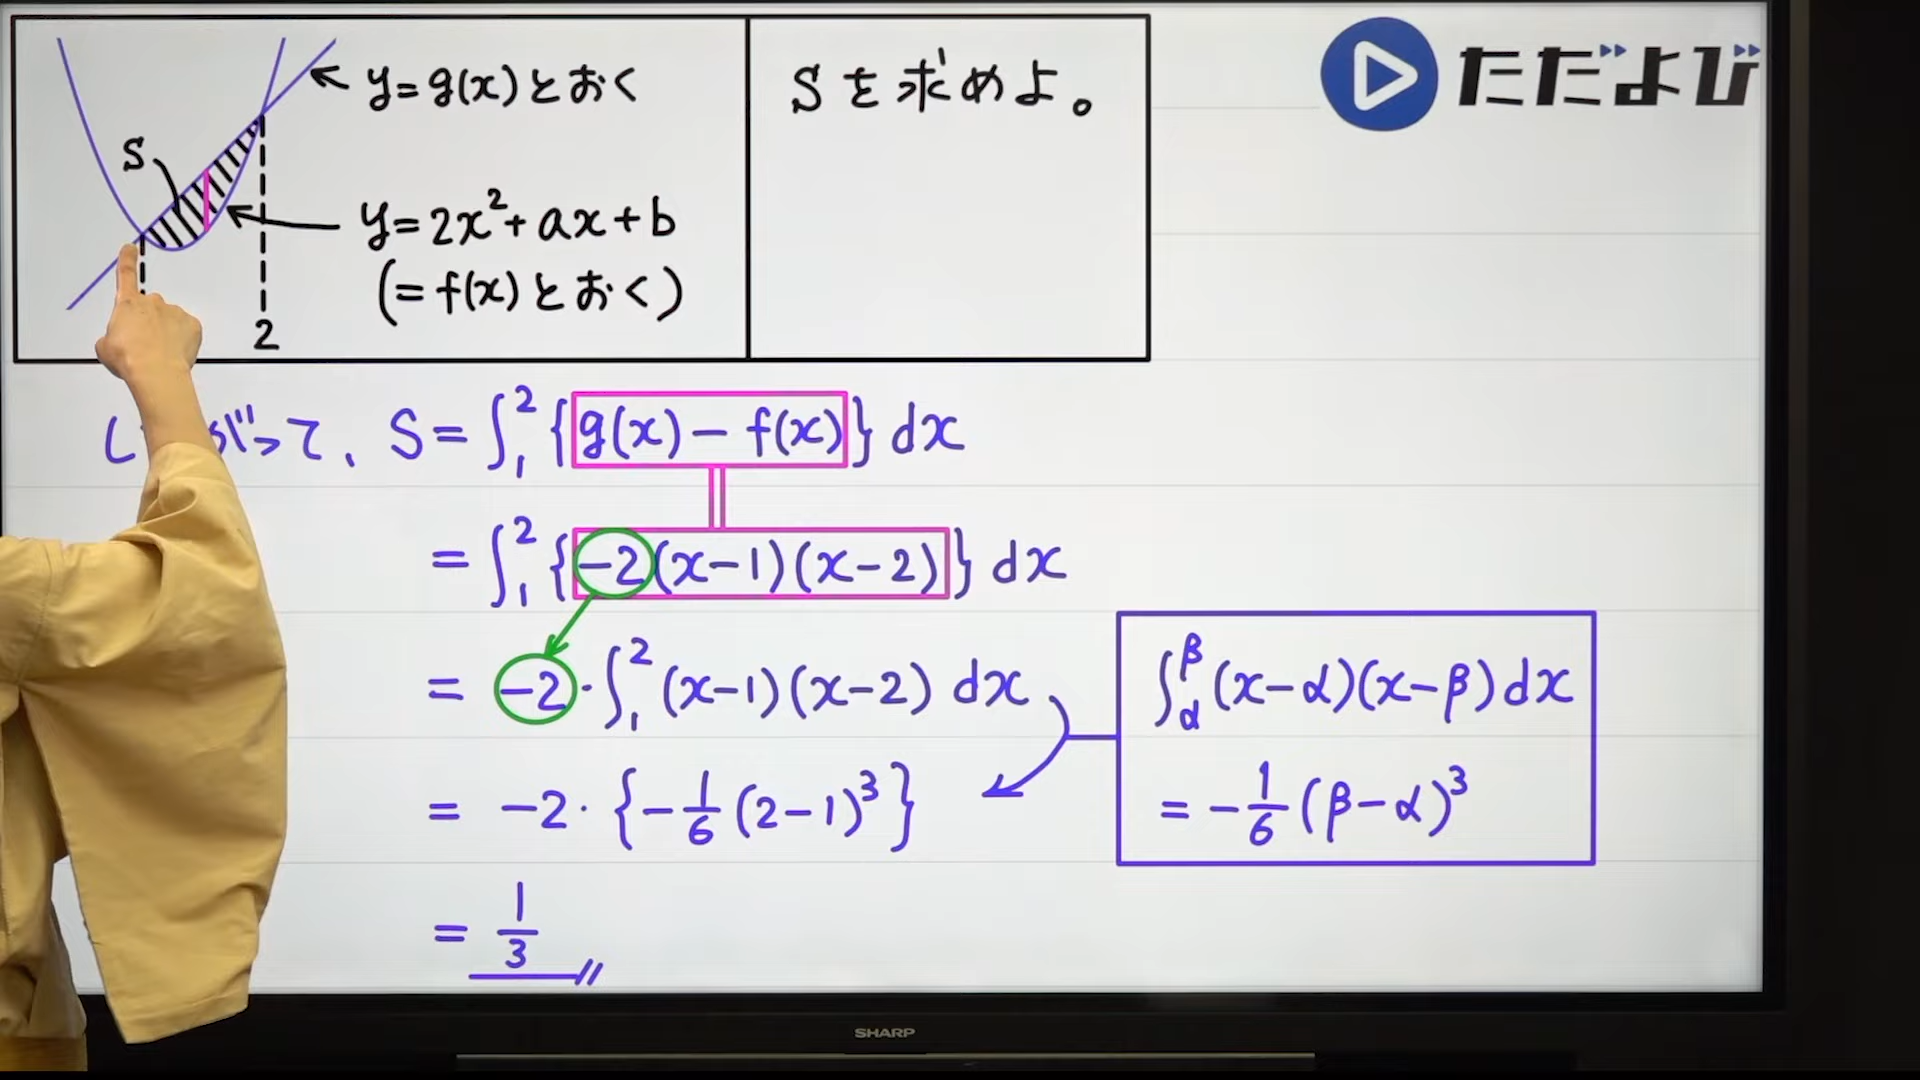 y=g(x)とおく
Sを求めよ。
ただよび
S
y=2x²+ax+b
(=f(x)とおく)
2
がって、S=∫₁²{g(x)−f(x)}dx
=∫₁²{−2(x−1)(x−2)}dx
=−2·∫₁²(x−1)(x−2)dx
∫_α^β(x−α)(x−β)dx
=−2·{−1/6(2−1)³}
=−1/6(β−α)³
=1/3
SHARP